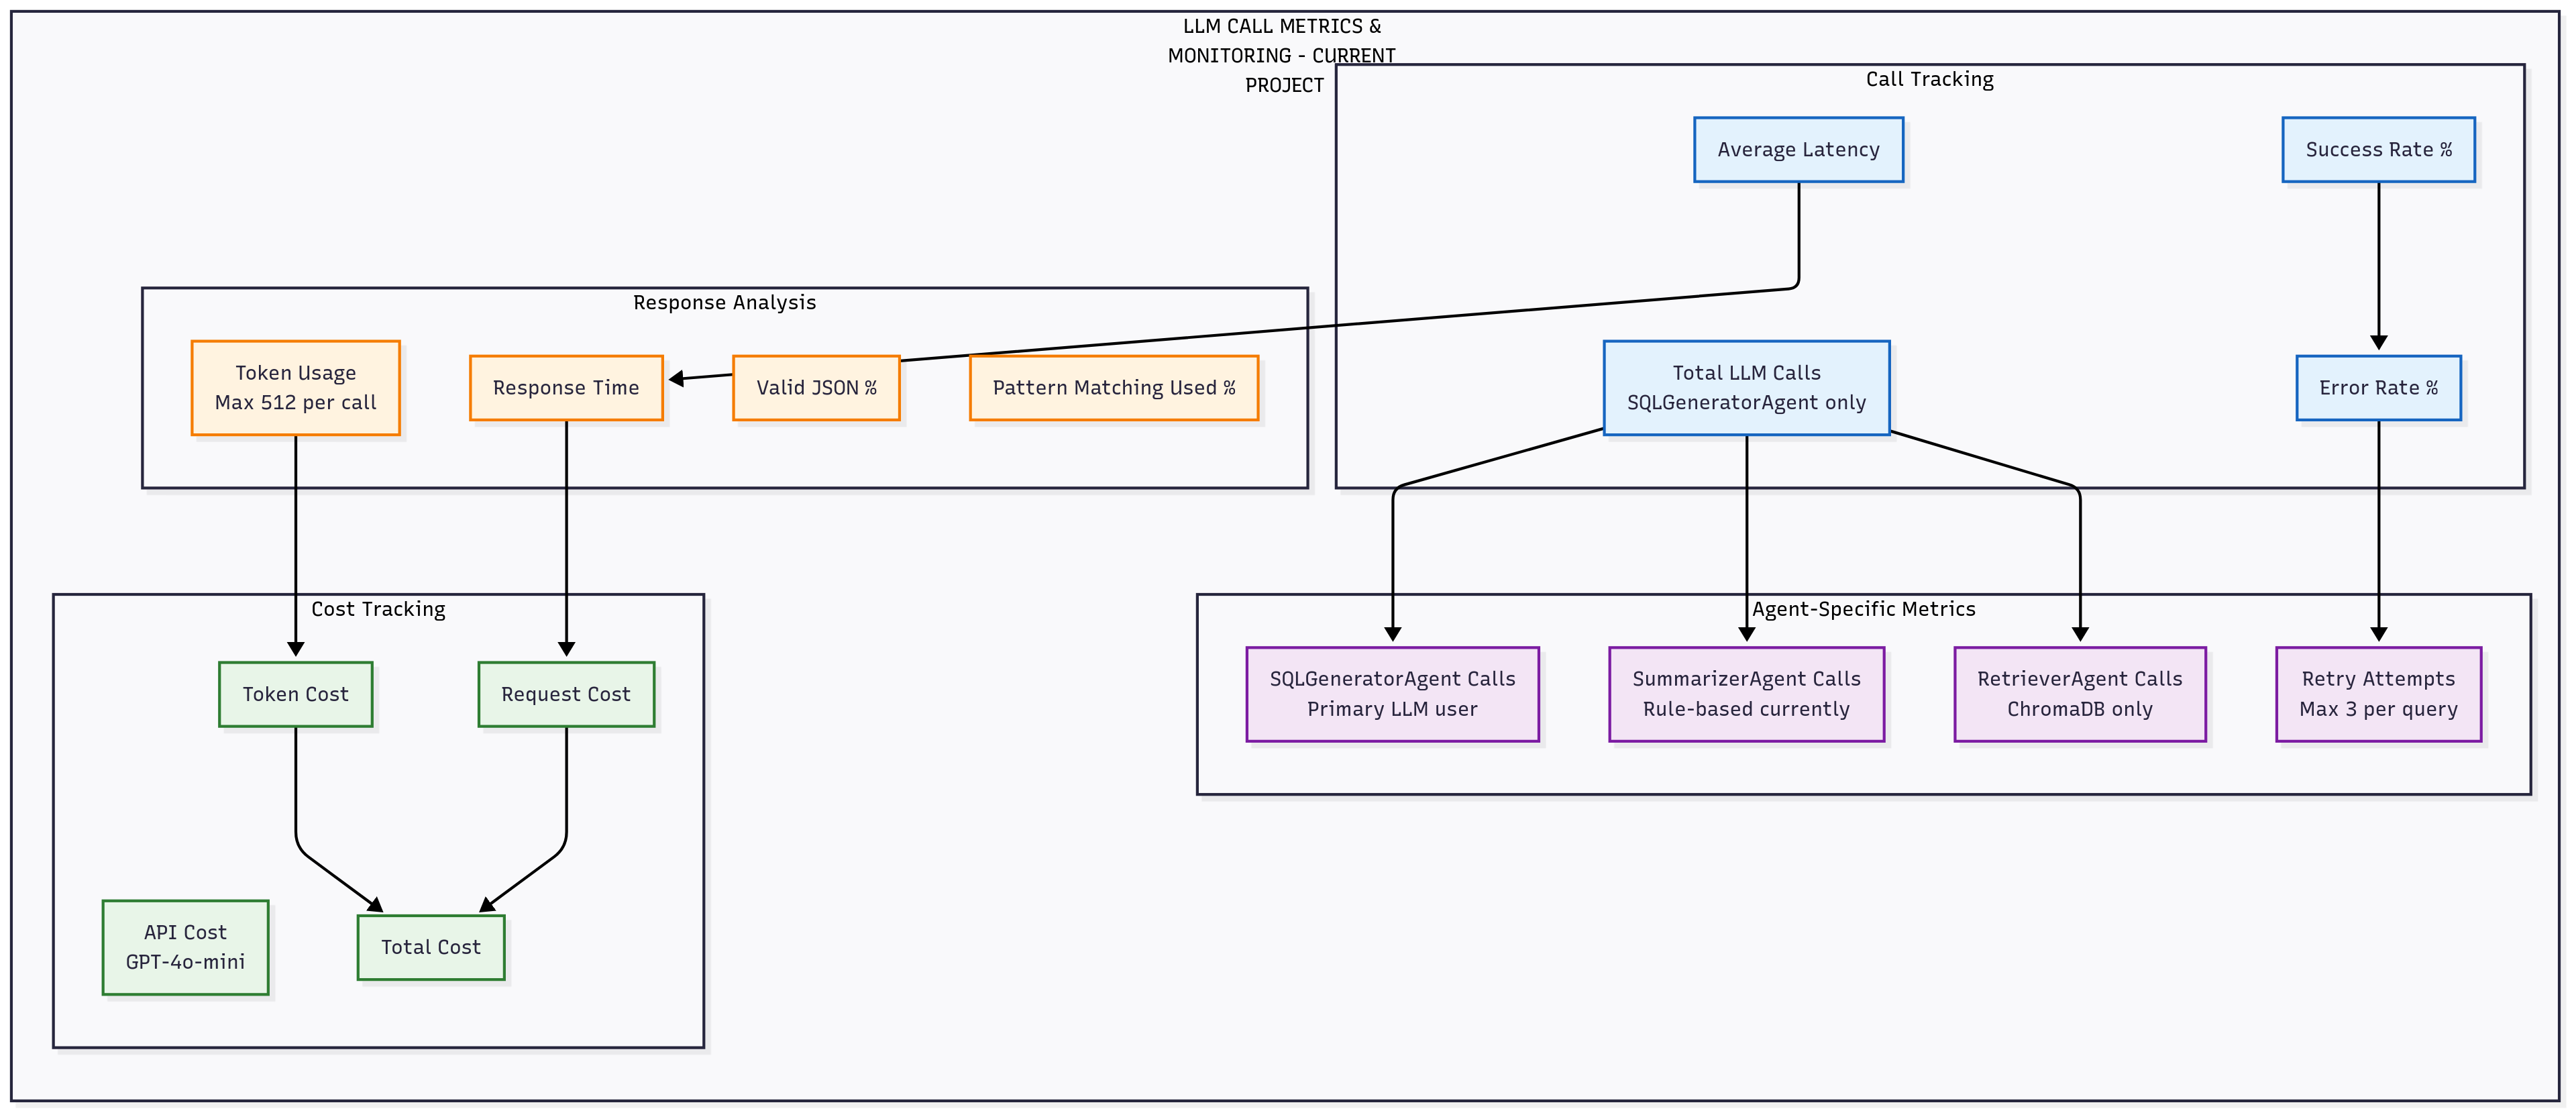 LLM CALL METRICS &
MONITORING - CURRENT
PROJECT
Call Tracking
Average Latency
Success Rate %
Total LLM Calls
SQLGeneratorAgent only
Error Rate %
Response Analysis
Token Usage
Max 512 per call
Response Time
Valid JSON %
Pattern Matching Used %
Cost Tracking
Token Cost
Request Cost
API Cost
GPT-4o-mini
Total Cost
Agent-Specific Metrics
SQLGeneratorAgent Calls
Primary LLM user
SummarizerAgent Calls
Rule-based currently
RetrieverAgent Calls
ChromaDB only
Retry Attempts
Max 3 per query